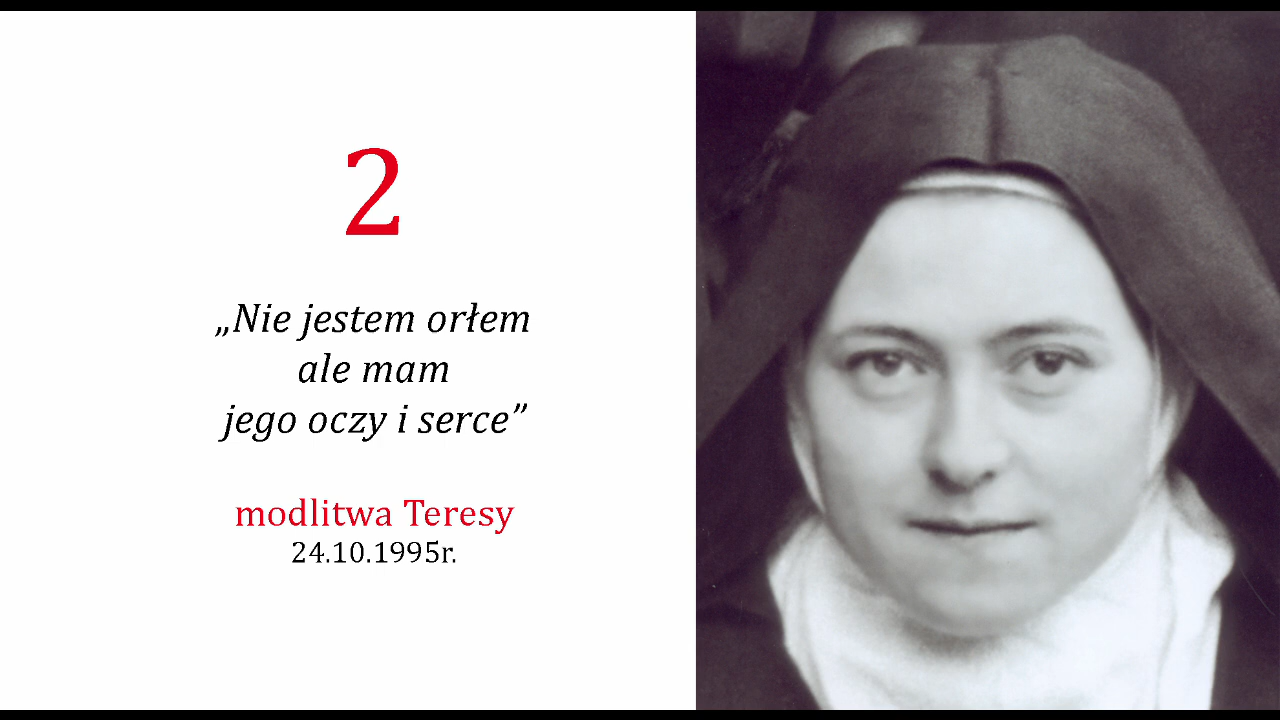 2
„Nie jestem orłem
ale mam
jego oczy i serce”
modlitwa Teresy
24.10.1995r.